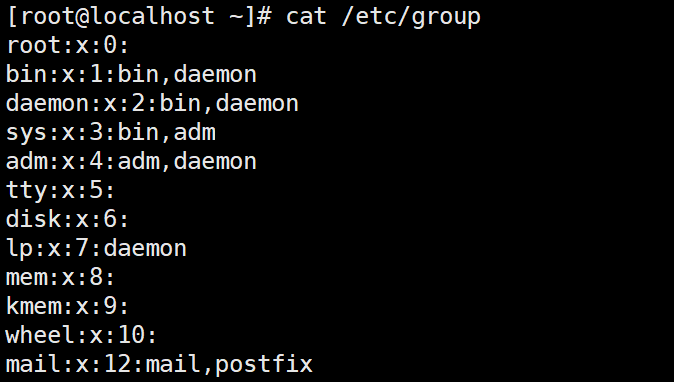 [root@localhost ~]# cat /etc/group
root:x:0:
bin:x:1:bin,daemon
daemon:x:2:bin,daemon
sys:x:3:bin,adm
adm:x:4:adm,daemon
tty:x:5:
disk:x:6:
lp:x:7:daemon
mem:x:8:
kmem:x:9:
wheel:x:10:
mail:x:12:mail,postfix